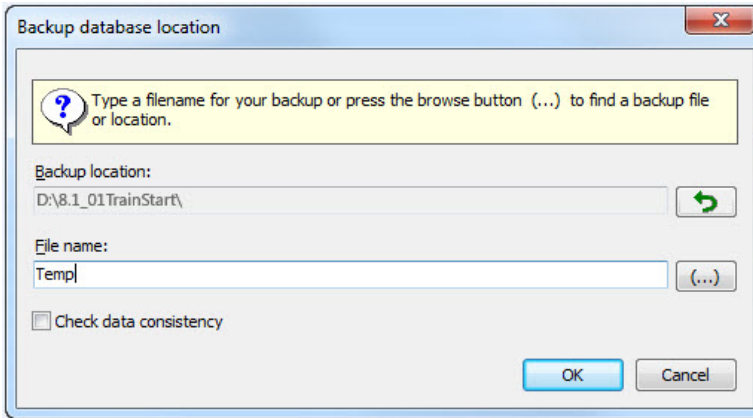 Backup database location
Type a filename for your backup or press the browse button (...) to find a backup file
or location.
Backup location:
D:\8.1_01TrainStart\
File name:
Temp
(...)
Check data consistency
OK Cancel